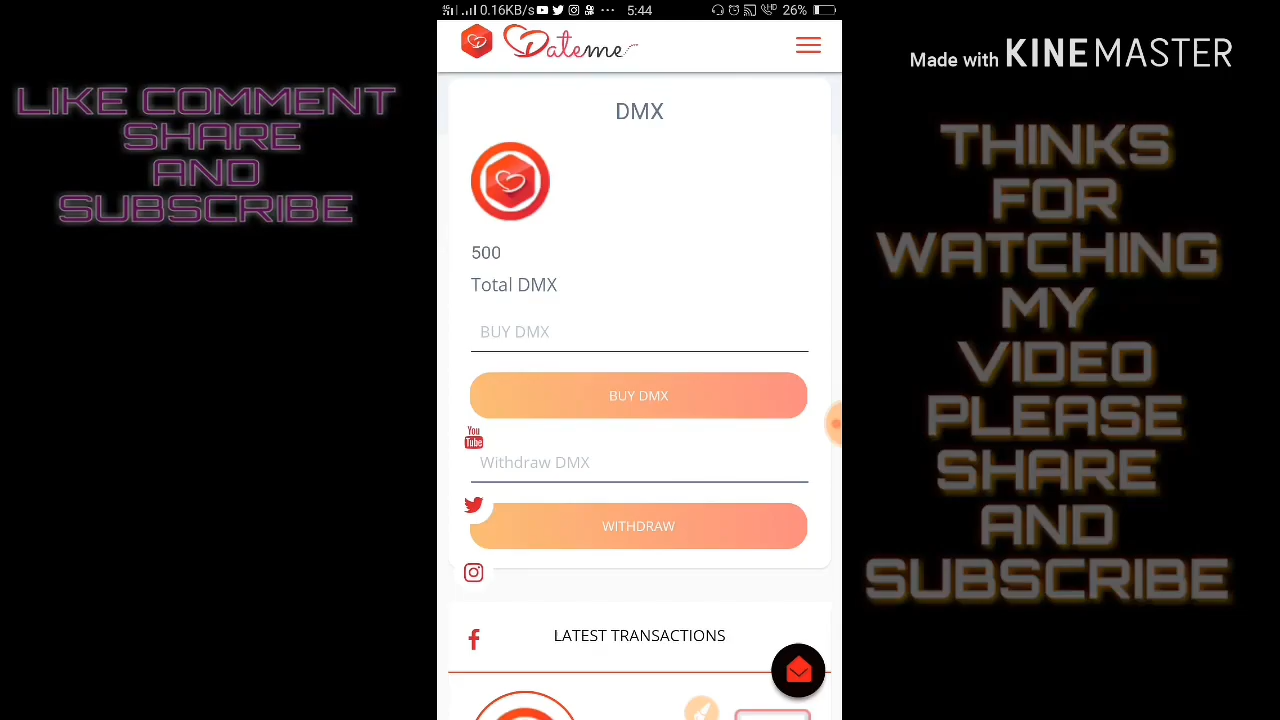 LIKE COMMENT
SHARE
AND
SUBSCRIBE
0.16KB/s 5:44 HD 26%
Dateme
DMX
500
Total DMX
BUY DMX
BUY DMX
You
Tube
Withdraw DMX
WITHDRAW
LATEST TRANSACTIONS
Made with KINEMASTER
THINKS
FOR
WATCHING
MY
VIDEO
PLEASE
SHARE
AND
SUBSCRIBE